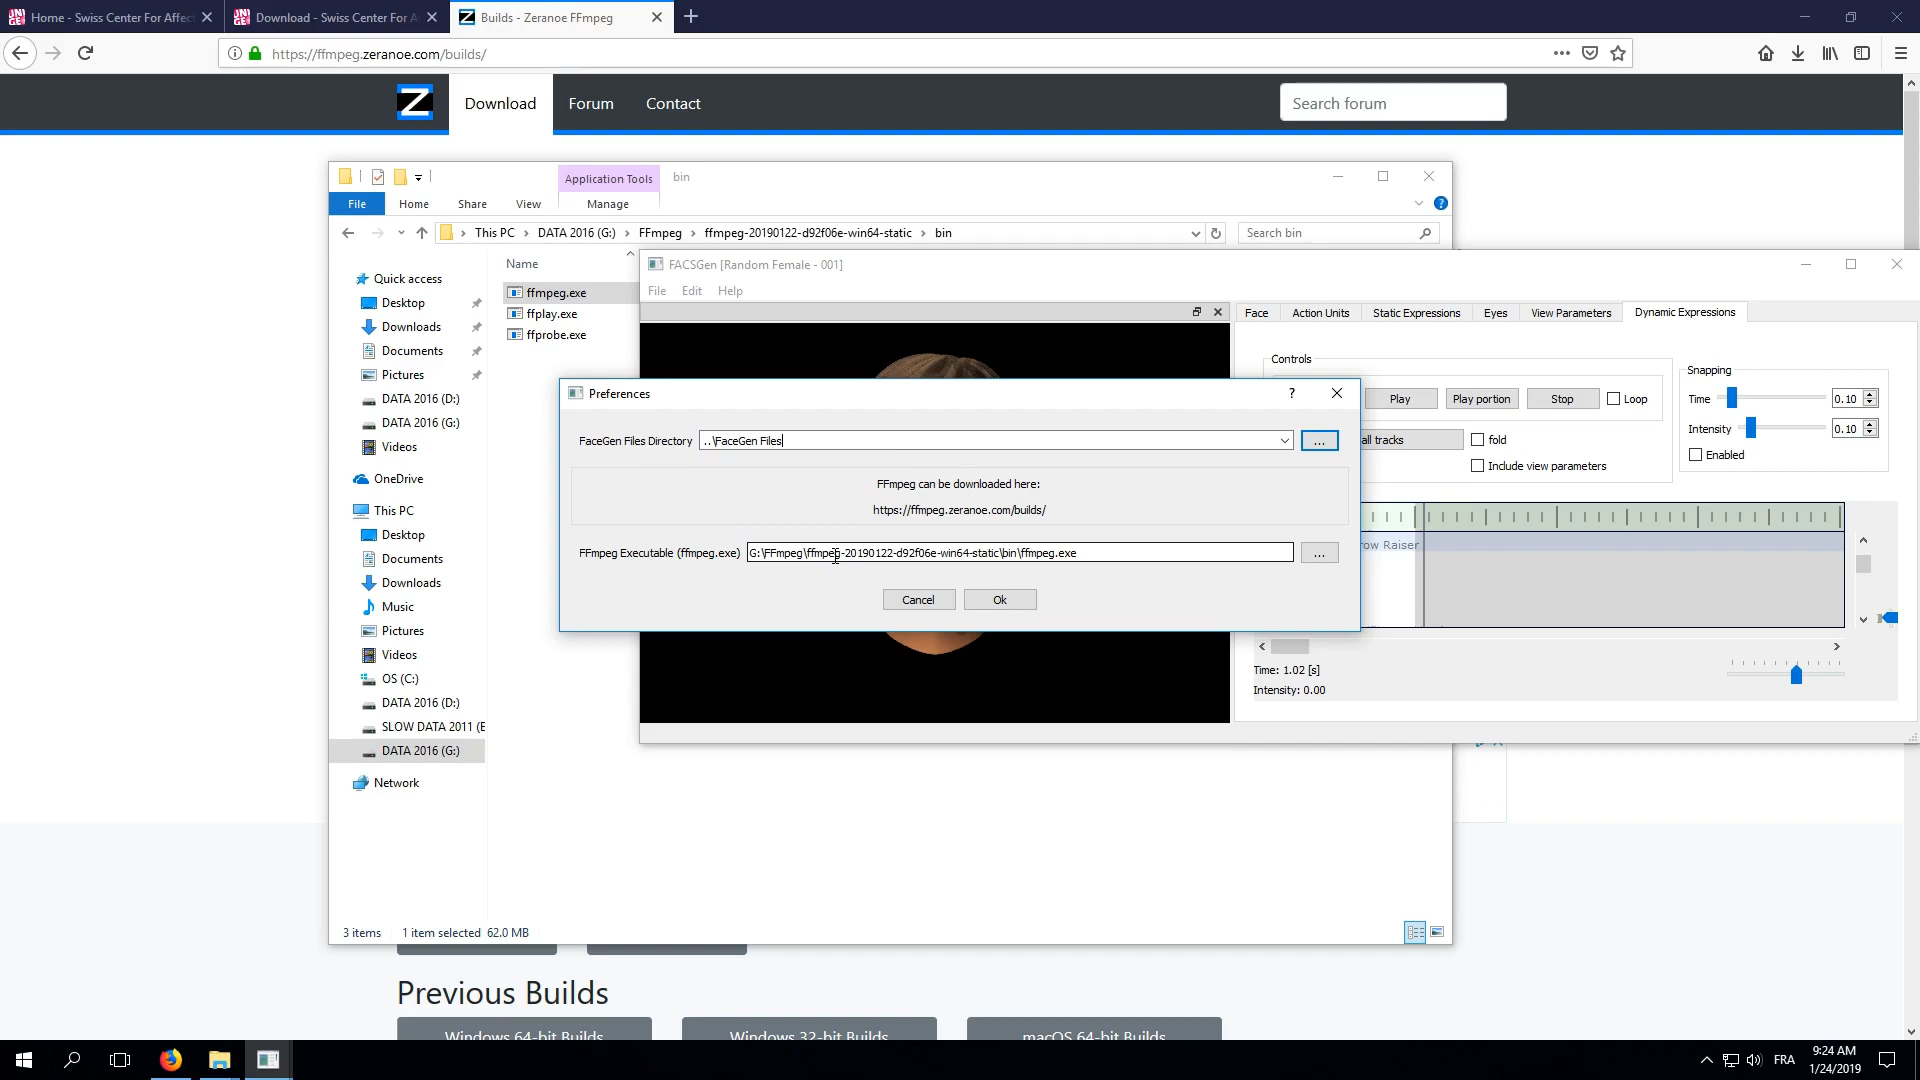 Home - Swiss Center For Affec
Download - Swiss Center For A
Builds - Zeranoe FFmpeg
https://ffmpeg.zeranoe.com/builds/
Z
Download
Forum
Contact
Search forum
Application Tools
bin
File
Home
Share
View
Manage
This PC
DATA 2016 (G:)
FFmpeg
ffmpeg-20190122-d92f06e-win64-static
bin
Search bin
Quick access
Desktop
Downloads
Documents
Pictures
DATA 2016 (D:)
DATA 2016 (G:)
Videos
OneDrive
This PC
Desktop
Documents
Downloads
Music
Pictures
Videos
OS (C:)
DATA 2016 (D:)
SLOW DATA 2011 (E
DATA 2016 (G:)
Network
Name
ffmpeg.exe
ffplay.exe
ffprobe.exe
3 items
1 item selected 62.0 MB
FACSGen [Random Female - 001]
File
Edit
Help
Face
Action Units
Static Expressions
Eyes
View Parameters
Dynamic Expressions
Controls
Play
Play portion
Stop
Loop
all tracks
fold
Include view parameters
Snapping
Time
0.10
Intensity
0.10
Enabled
row Raiser
Time: 1.02 [s]
Intensity: 0.00
Preferences
?
FaceGen Files Directory
..\FaceGen Files
...
FFmpeg can be downloaded here:
https://ffmpeg.zeranoe.com/builds/
FFmpeg Executable (ffmpeg.exe)
G:\FFmpeg\ffmpeg-20190122-d92f06e-win64-static\bin\ffmpeg.exe
...
Cancel
Ok
Previous Builds
Windows 64-bit Builds
Windows 32-bit Builds
macOS 64-bit Builds
FRA
9:24 AM
1/24/2019